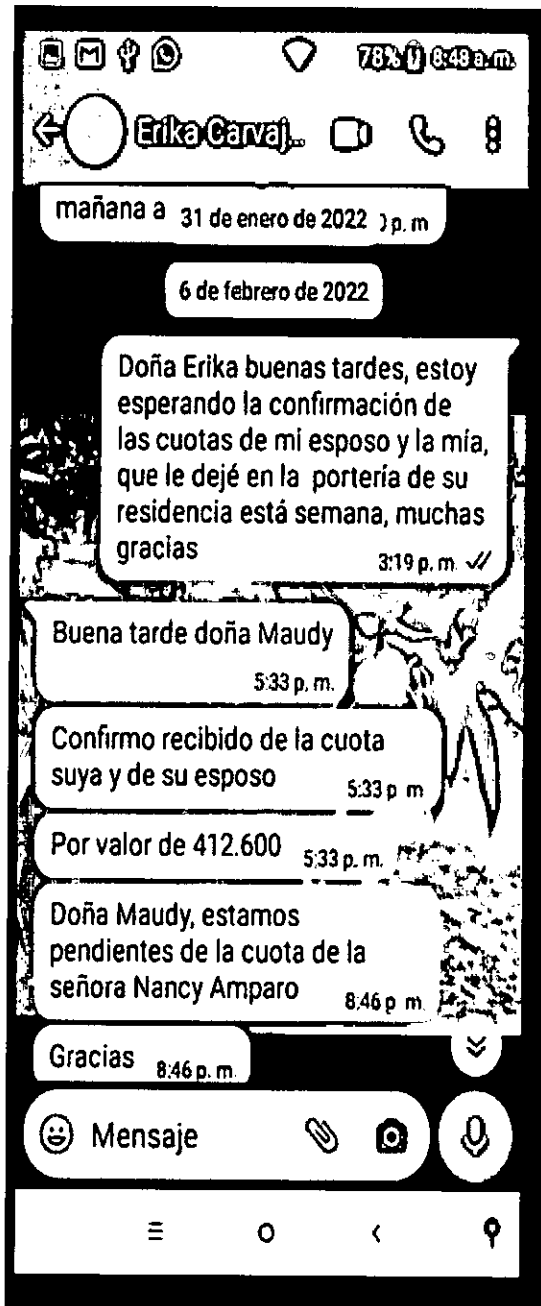 78% 8:48 a. m.
Erika Carvaj...
mañana a 31 de enero de 2022 p. m
6 de febrero de 2022
Doña Erika buenas tardes, estoy
esperando la confirmación de
las cuotas de mi esposo y la mía,
que le dejé en la portería de su
residencia está semana, muchas
gracias
3:19 p. m.
Buena tarde doña Maudy
5:33 p. m.
Confirmo recibido de la cuota
suya y de su esposo 5:33 p m
Por valor de 412.600 5:33 p. m.
Doña Maudy, estamos
pendientes de la cuota de la
señora Nancy Amparo 8:46 p m.
Gracias 8:46 p. m.
Mensaje